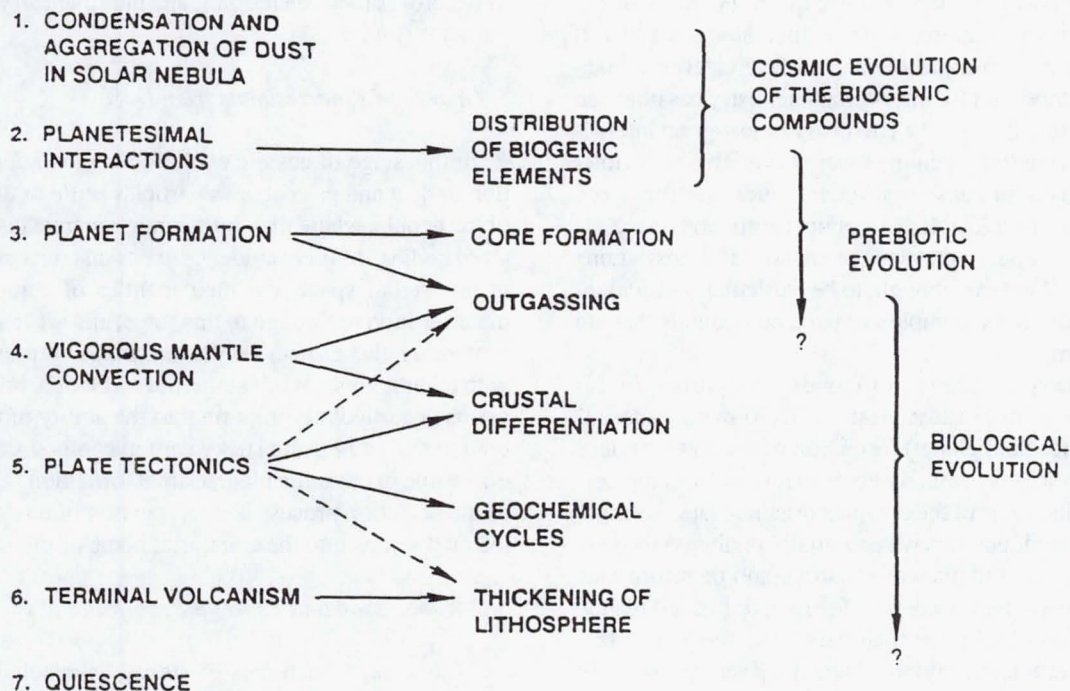 1. CONDENSATION AND
AGGREGATION OF DUST
IN SOLAR NEBULA
2. PLANETESIMAL
INTERACTIONS
3. PLANET FORMATION
4. VIGOROUS MANTLE
CONVECTION
5. PLATE TECTONICS
6. TERMINAL VOLCANISM
7. QUIESCENCE
DISTRIBUTION
OF BIOGENIC
ELEMENTS
CORE FORMATION
OUTGASSING
CRUSTAL
DIFFERENTIATION
GEOCHEMICAL
CYCLES
THICKENING OF
LITHOSPHERE
COSMIC EVOLUTION
OF THE BIOGENIC
COMPOUNDS
PREBIOTIC
EVOLUTION
?
BIOLOGICAL
EVOLUTION
?